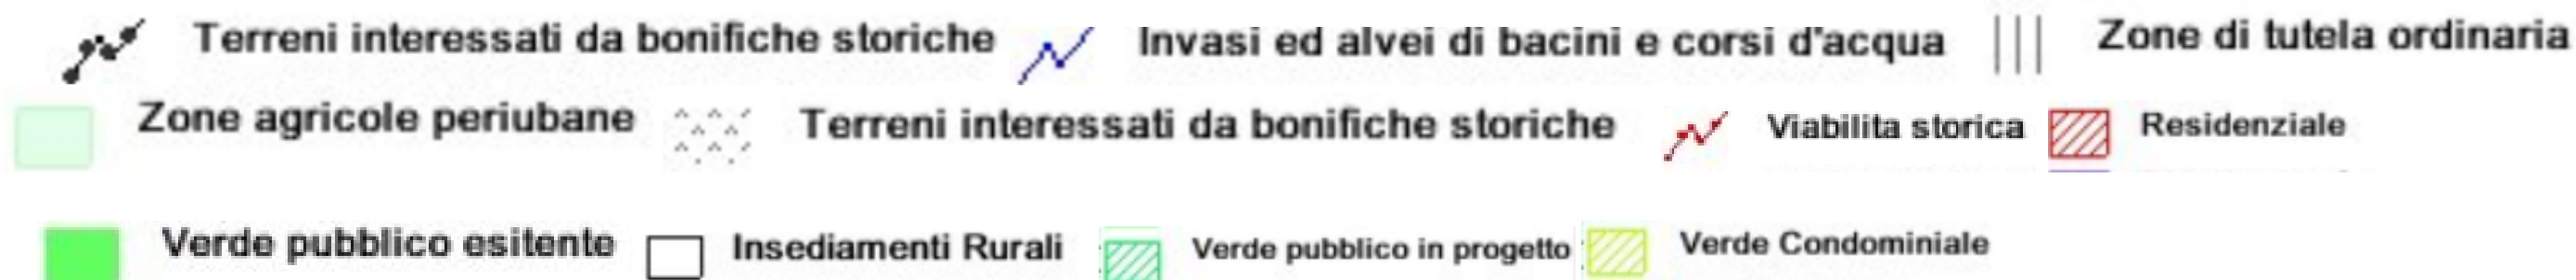 Terreni interessati da bonifiche storiche Invasi ed alvei di bacini e corsi d'acqua Zone di tutela ordinaria
Zone agricole periubane Terreni interessati da bonifiche storiche Viabilita storica Residenziale
Verde pubblico esitente Insediamenti Rurali Verde pubblico in progetto Verde Condominiale